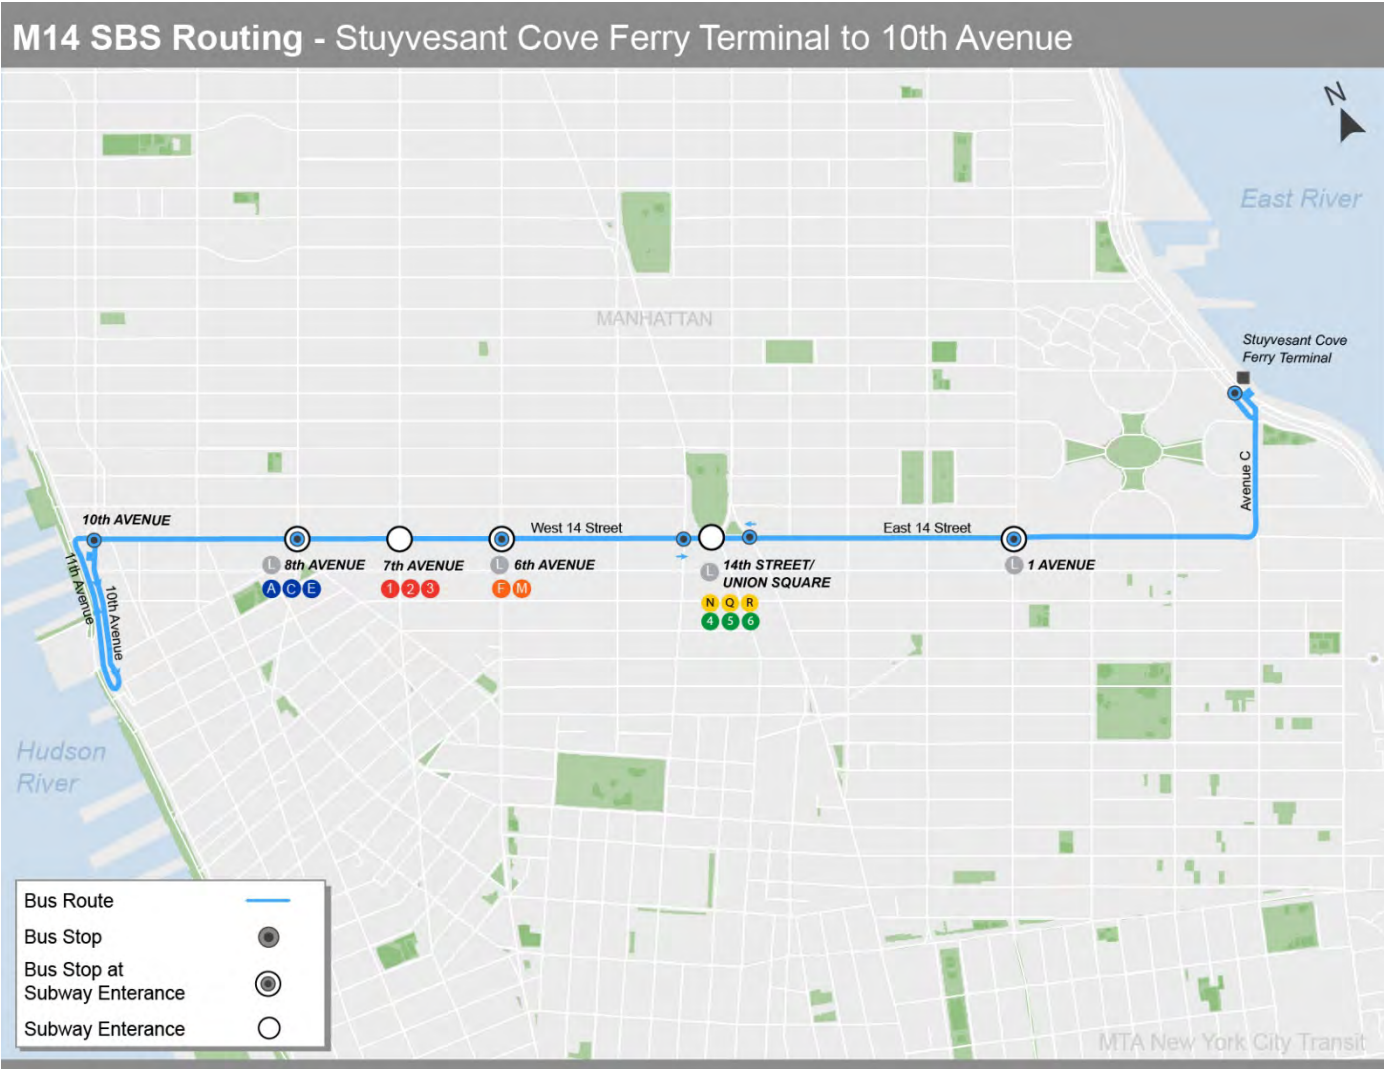 M14 SBS Routing - Stuyvesant Cove Ferry Terminal to 10th Avenue
N
East River
MANHATTAN
Stuyvesant Cove
Ferry Terminal
Avenue C
10th AVENUE
West 14 Street
East 14 Street
11th Avenue
10th Avenue
L 8th AVENUE
A C E
7th AVENUE
1 2 3
L 6th AVENUE
F M
L 14th STREET/
UNION SQUARE
N Q R
4 5 6
L 1 AVENUE
Hudson
River
Bus Route
Bus Stop
Bus Stop at
Subway Enterance
Subway Enterance
MTA New York City Transit